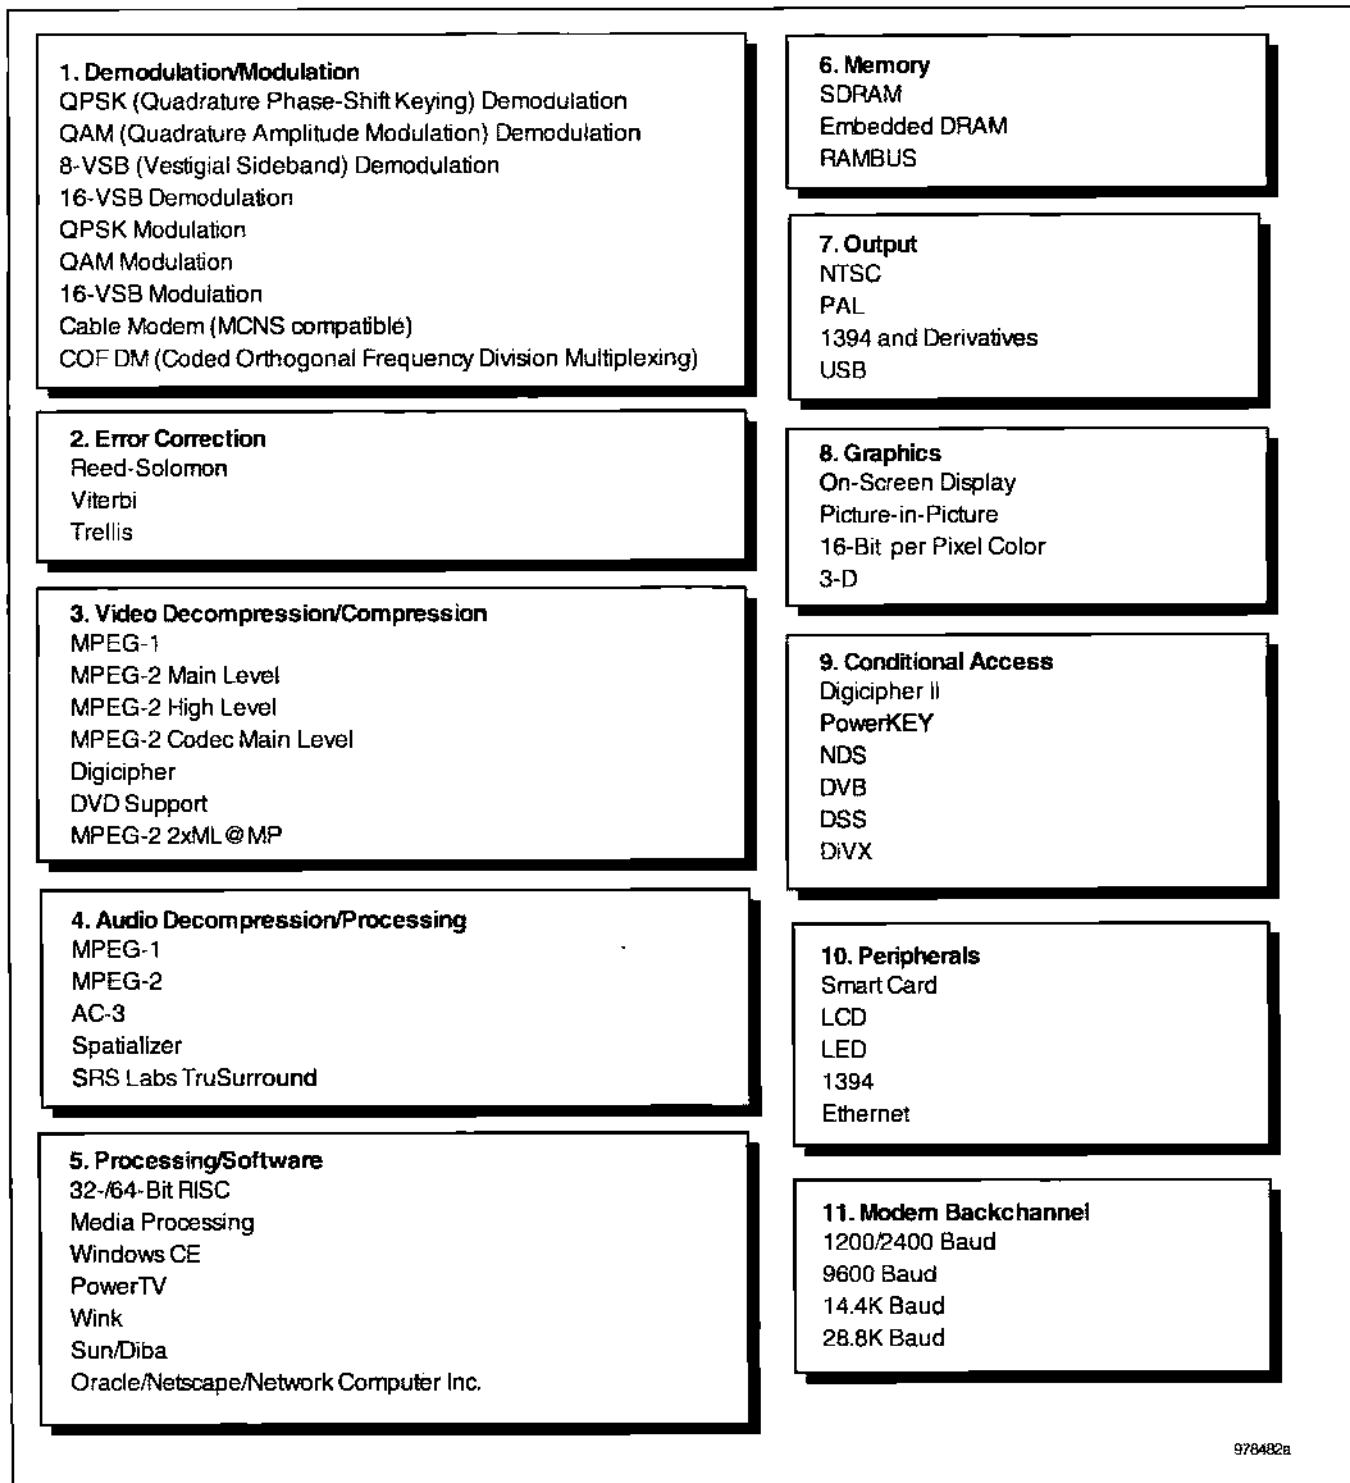 1. Demodulation/Modulation
QPSK (Quadrature Phase-Shift Keying) Demodulation
QAM (Quadrature Amplitude Modulation) Demodulation
8-VSB (Vestigial Sideband) Demodulation
16-VSB Demodulation
QPSK Modulation
QAM Modulation
16-VSB Modulation
Cable Modem (MCNS compatible)
COF DM (Coded Orthogonal Frequency Division Multiplexing)
2. Error Correction
Reed-Solomon
Viterbi
Trellis
3. Video Decompression/Compression
MPEG-1
MPEG-2 Main Level
MPEG-2 High Level
MPEG-2 Codec Main Level
Digicipher
DVD Support
MPEG-2 2xML@MP
4. Audio Decompression/Processing
MPEG-1
MPEG-2
AC-3
Spatializer
SRS Labs TruSurround
5. Processing/Software
32-/64-Bit RISC
Media Processing
Windows CE
PowerTV
Wink
Sun/Diba
Oracle/Netscape/Network Computer Inc.
6. Memory
SDRAM
Embedded DRAM
RAMBUS
7. Output
NTSC
PAL
1394 and Derivatives
USB
8. Graphics
On-Screen Display
Picture-in-Picture
16-Bit per Pixel Color
3-D
9. Conditional Access
Digicipher II
PowerKEY
NDS
DVB
DSS
DiVX
10. Peripherals
Smart Card
LCD
LED
1394
Ethernet
11. Modem Backchannel
1200/2400 Baud
9600 Baud
14.4K Baud
28.8K Baud
978482a